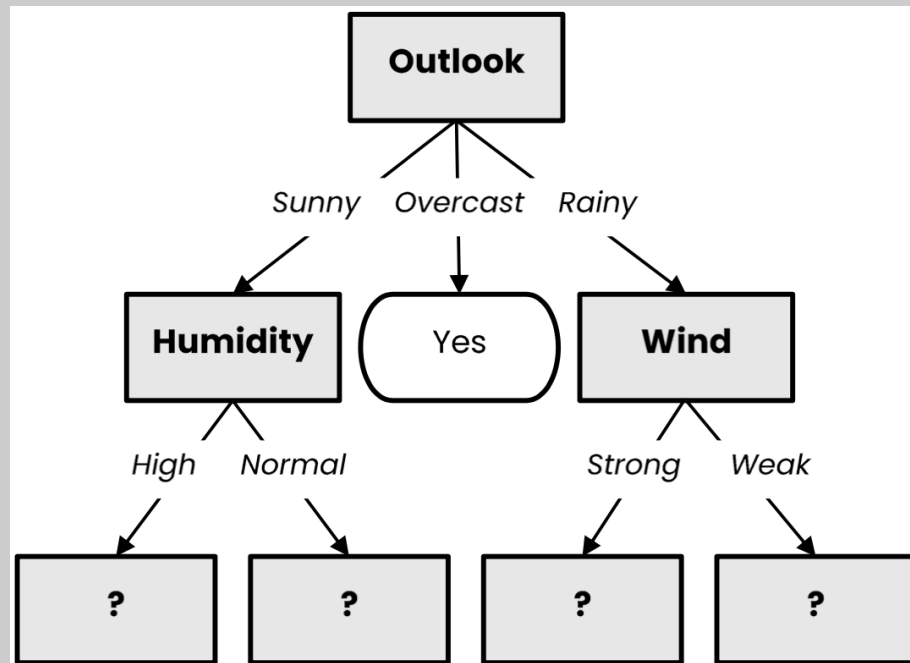 Outlook
Sunny Overcast Rainy
Humidity Yes Wind
High Normal Strong Weak
? ? ? ?